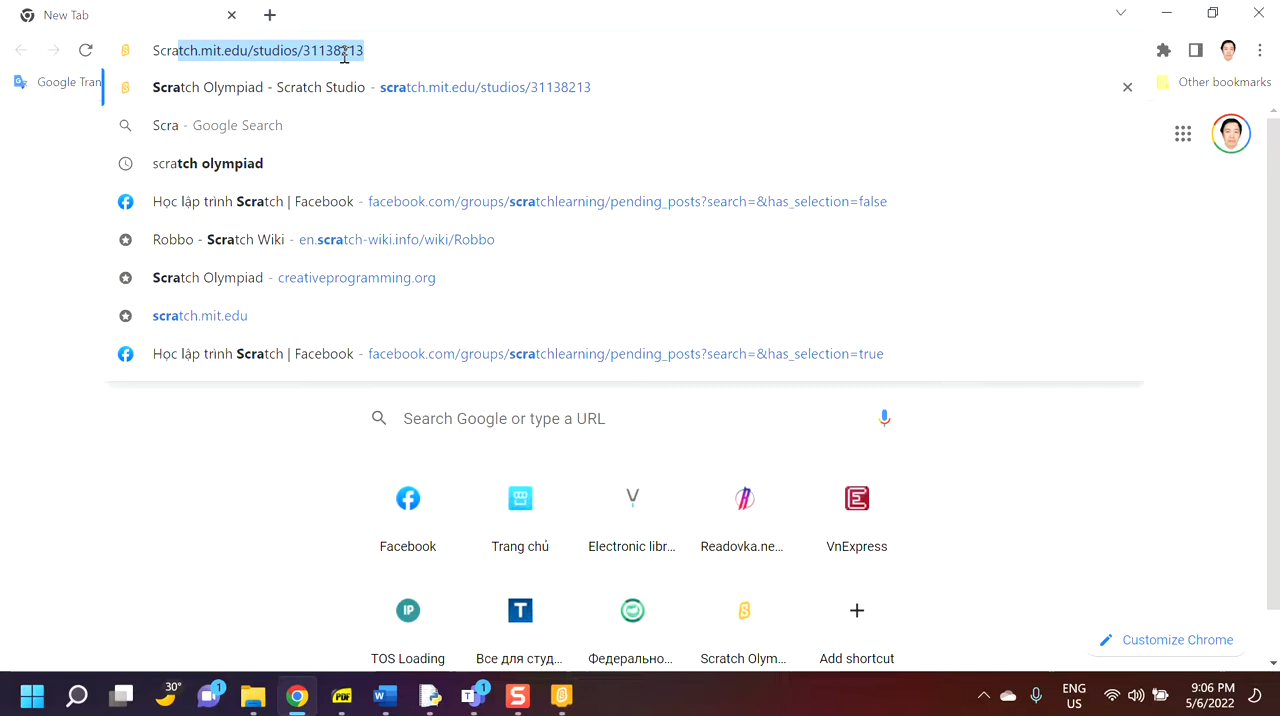 New Tab
Scratch.mit.edu/studios/31138213
Google Tran
Other bookmarks
Scratch Olympiad - Scratch Studio - scratch.mit.edu/studios/31138213
Scra - Google Search
scratch olympiad
Học lập trình Scratch | Facebook - facebook.com/groups/scratchlearning/pending_posts?search=&has_selection=false
Robbo - Scratch Wiki - en.scratch-wiki.info/wiki/Robbo
Scratch Olympiad - creativeprogramming.org
scratch.mit.edu
Học lập trình Scratch | Facebook - facebook.com/groups/scratchlearning/pending_posts?search=&has_selection=true
Search Google or type a URL
Facebook
Trang chủ
Electronic libr...
Readovka.ne...
VnExpress
IP
T
TOS Loading
Все для студ...
Федерально...
Scratch Olym...
Add shortcut
Customize Chrome
30°
1
PDF
W
1
S
ENG
US
9:06 PM
5/6/2022